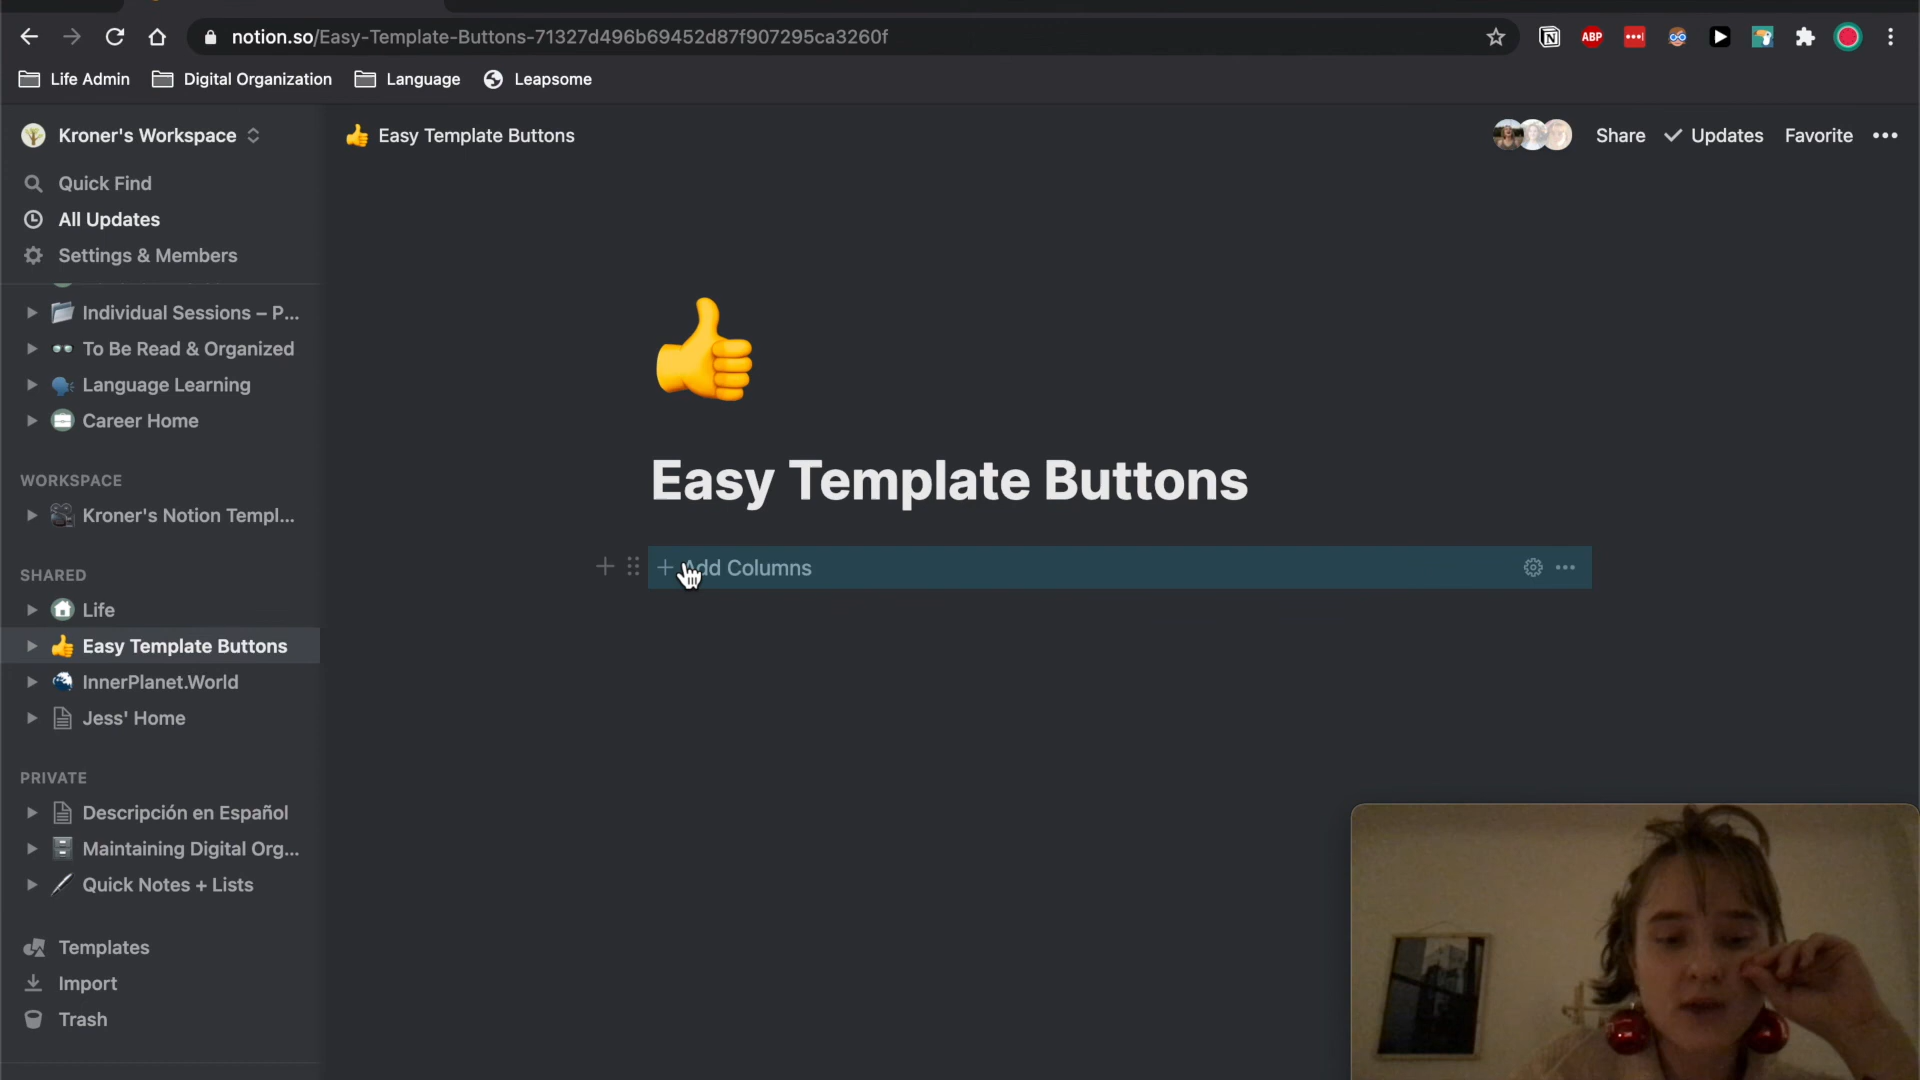 notion.so/Easy-Template-Buttons-71327d496b69452d87f907295ca3260f
ABP
Life Admin
Digital Organization
Language
Leapsome
Kroner's Workspace
Easy Template Buttons
Share
Updates
Favorite
Quick Find
All Updates
Settings & Members
Individual Sessions – P...
To Be Read & Organized
Language Learning
Career Home
WORKSPACE
Kroner's Notion Templ...
SHARED
Life
Easy Template Buttons
InnerPlanet.World
Jess' Home
PRIVATE
Descripción en Español
Maintaining Digital Org...
Quick Notes + Lists
Templates
Import
Trash
Easy Template Buttons
Add Columns